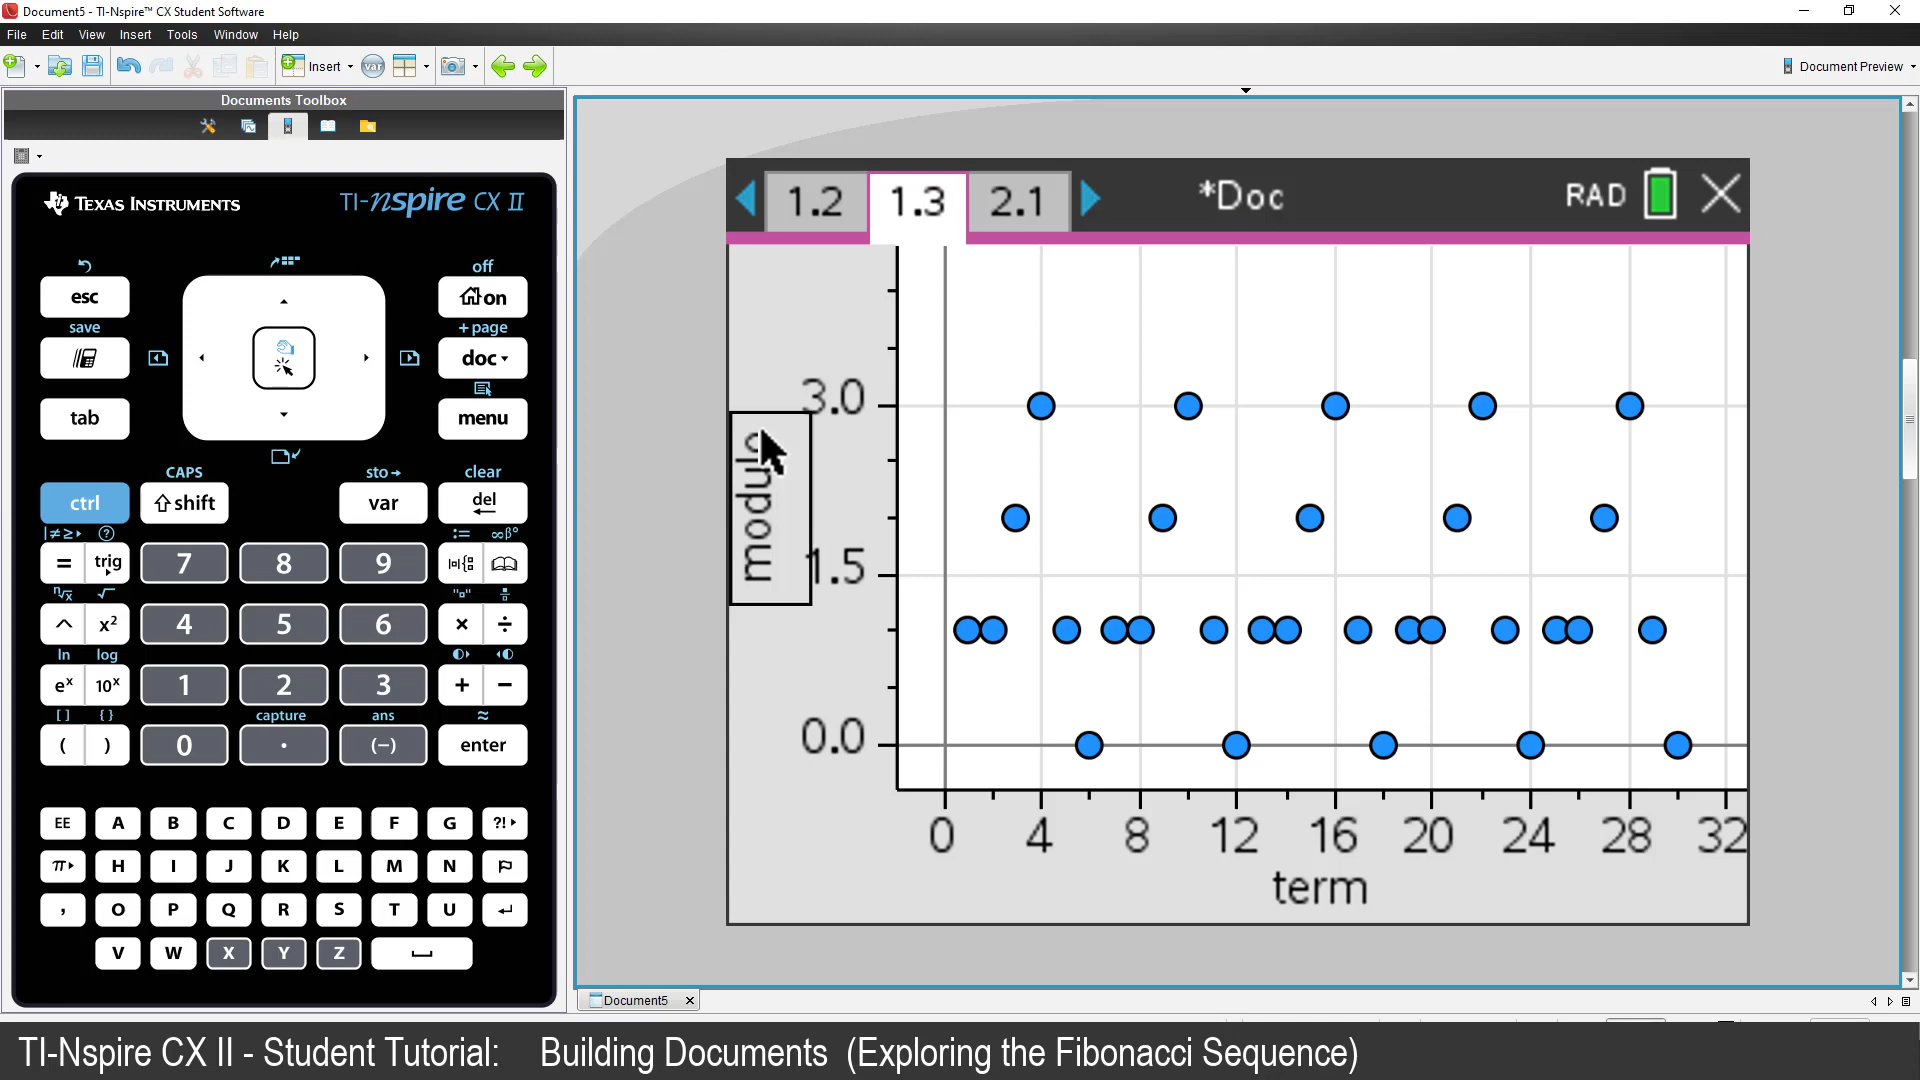 Document5 - TI-Nspire™ CX Student Software
File Edit View Insert Tools Window Help
Insert var Document Preview
Documents Toolbox
TEXAS INSTRUMENTS TI-nspire CX II
off
esc on
save + page
doc
tab menu
CAPS sto→ clear
ctrl shift var del
|≠≥▸ ? := ∞β°
= trig 7 8 9
ⁿ√x √ "▫"
^ x² 4 5 6 × ÷
ln log
eˣ 10ˣ 1 2 3 + −
[ ] { } capture ans ≈
( ) 0 . (−) enter
EE A B C D E F G ?!▸
π▸ H I J K L M N
, O P Q R S T U
V W X Y Z
1.2 1.3 2.1 *Doc RAD
3.0
modulo
1.5
0.0
0 4 8 12 16 20 24 28 32
term
Document5
TI-Nspire CX II - Student Tutorial: Building Documents (Exploring the Fibonacci Sequence)